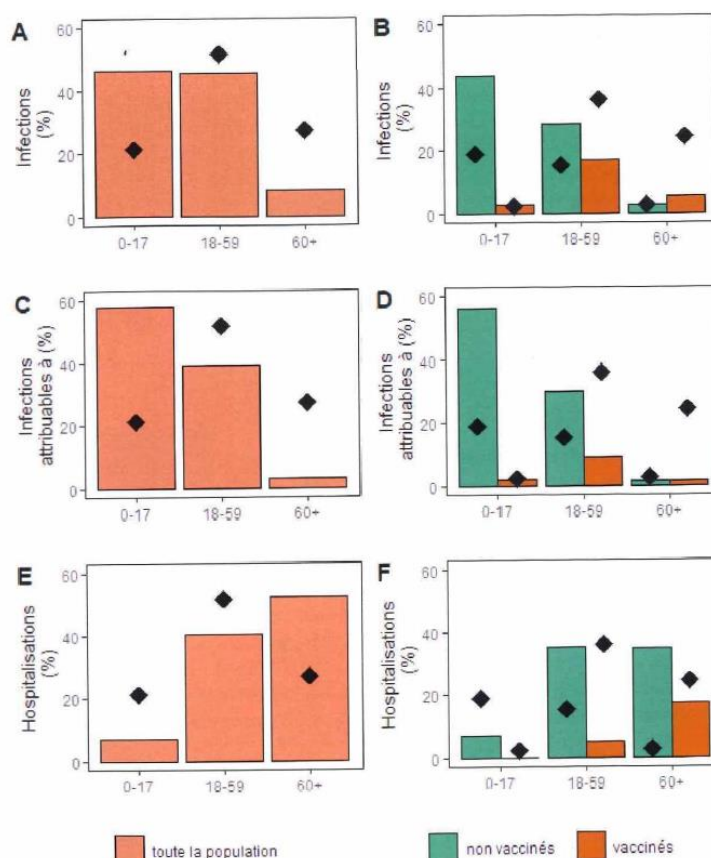 A
B
60
40
20
0
Infections
(%)
0-17
18-59
60+
60
40
20
0
Infections
(%)
0-17
18-59
60+
C
D
60
40
20
0
Infections
attribuables à (%)
0-17
18-59
60+
60
40
20
0
Infections
attribuables à (%)
0-17
18-59
60+
E
F
60
40
20
0
Hospitalisations
(%)
0-17
18-59
60+
60
40
20
0
Hospitalisations
(%)
0-17
18-59
60+
toute la population
non vaccinés
vaccinés